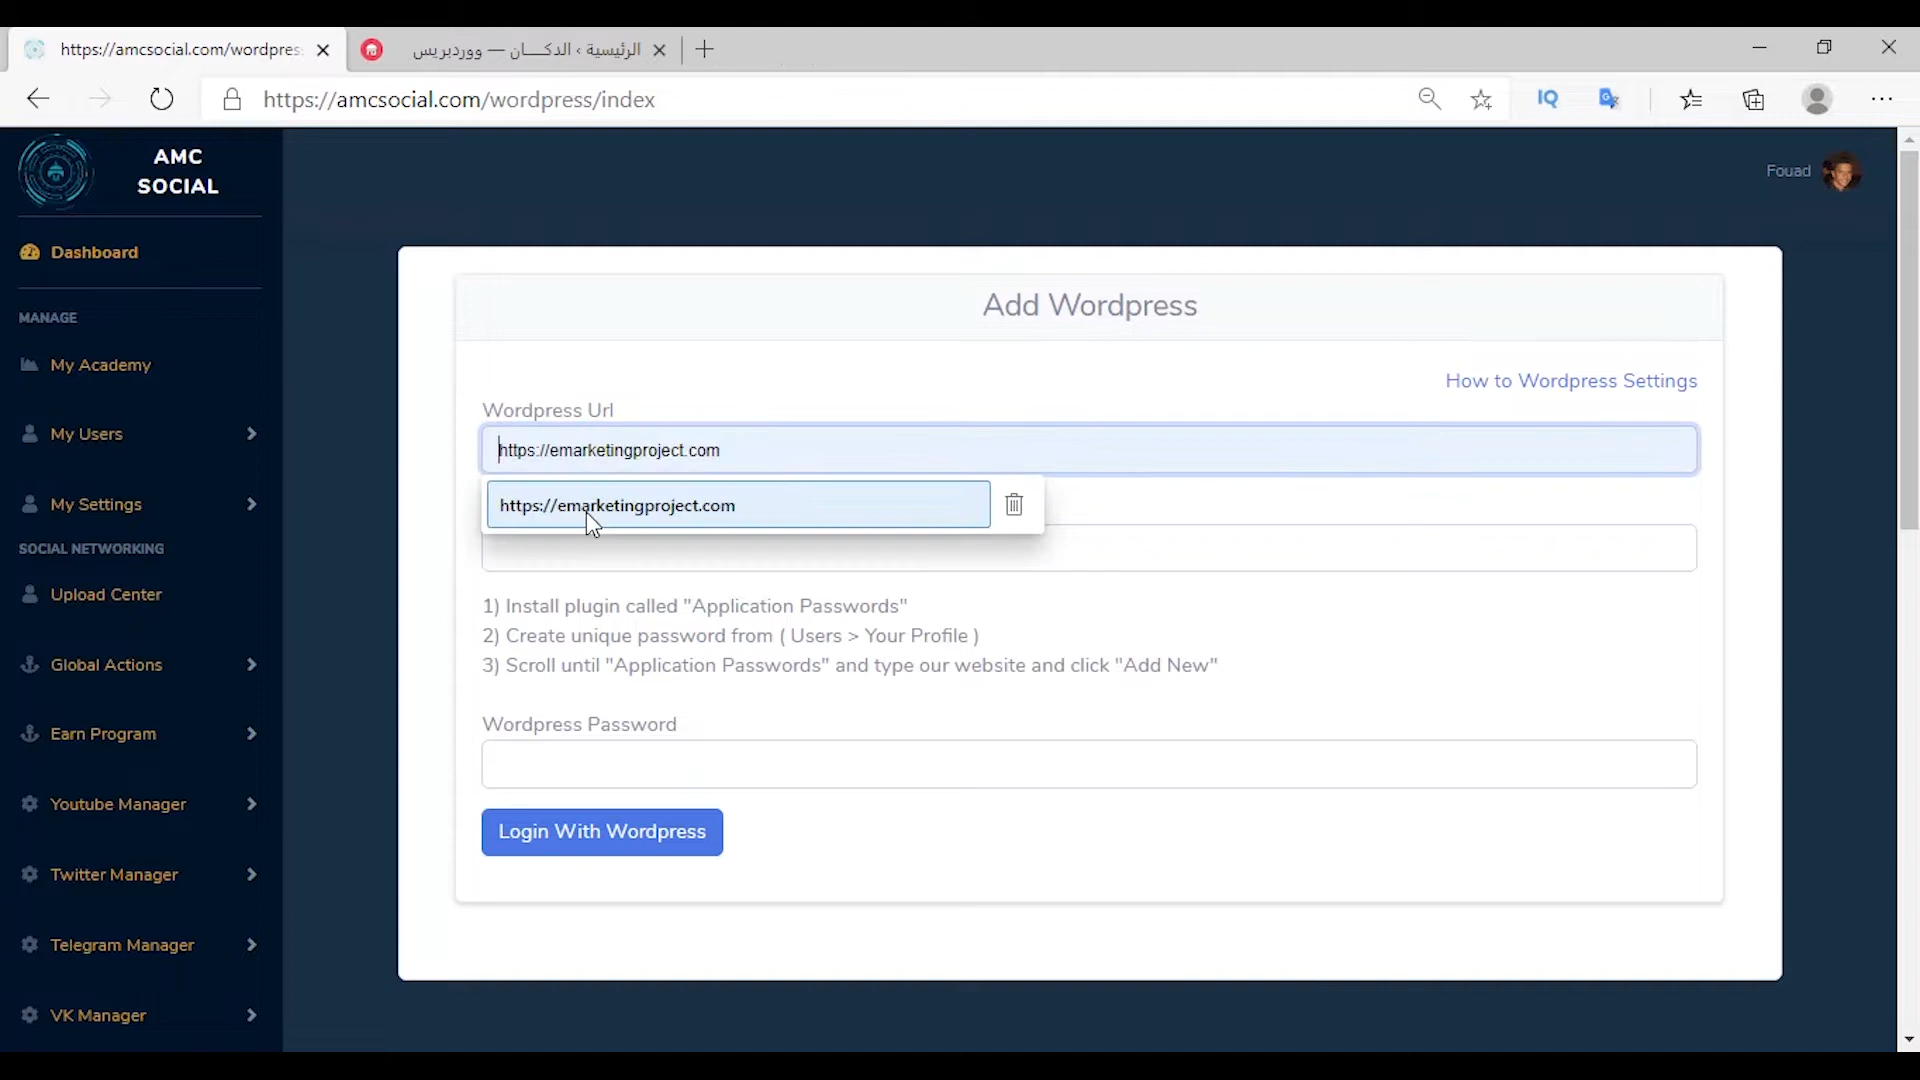 https://amcsocial.com/wordpres
الرئيسية ‹ الدكـــان — ووردبريس
https://amcsocial.com/wordpress/index
IQ
AMC
SOCIAL
Fouad
Dashboard
MANAGE
My Academy
My Users
My Settings
SOCIAL NETWORKING
Upload Center
Global Actions
Earn Program
Youtube Manager
Twitter Manager
Telegram Manager
VK Manager
Add Wordpress
How to Wordpress Settings
Wordpress Url
https://emarketingproject.com
https://emarketingproject.com
1) Install plugin called "Application Passwords"
2) Create unique password from ( Users > Your Profile )
3) Scroll until "Application Passwords" and type our website and click "Add New"
Wordpress Password
Login With Wordpress